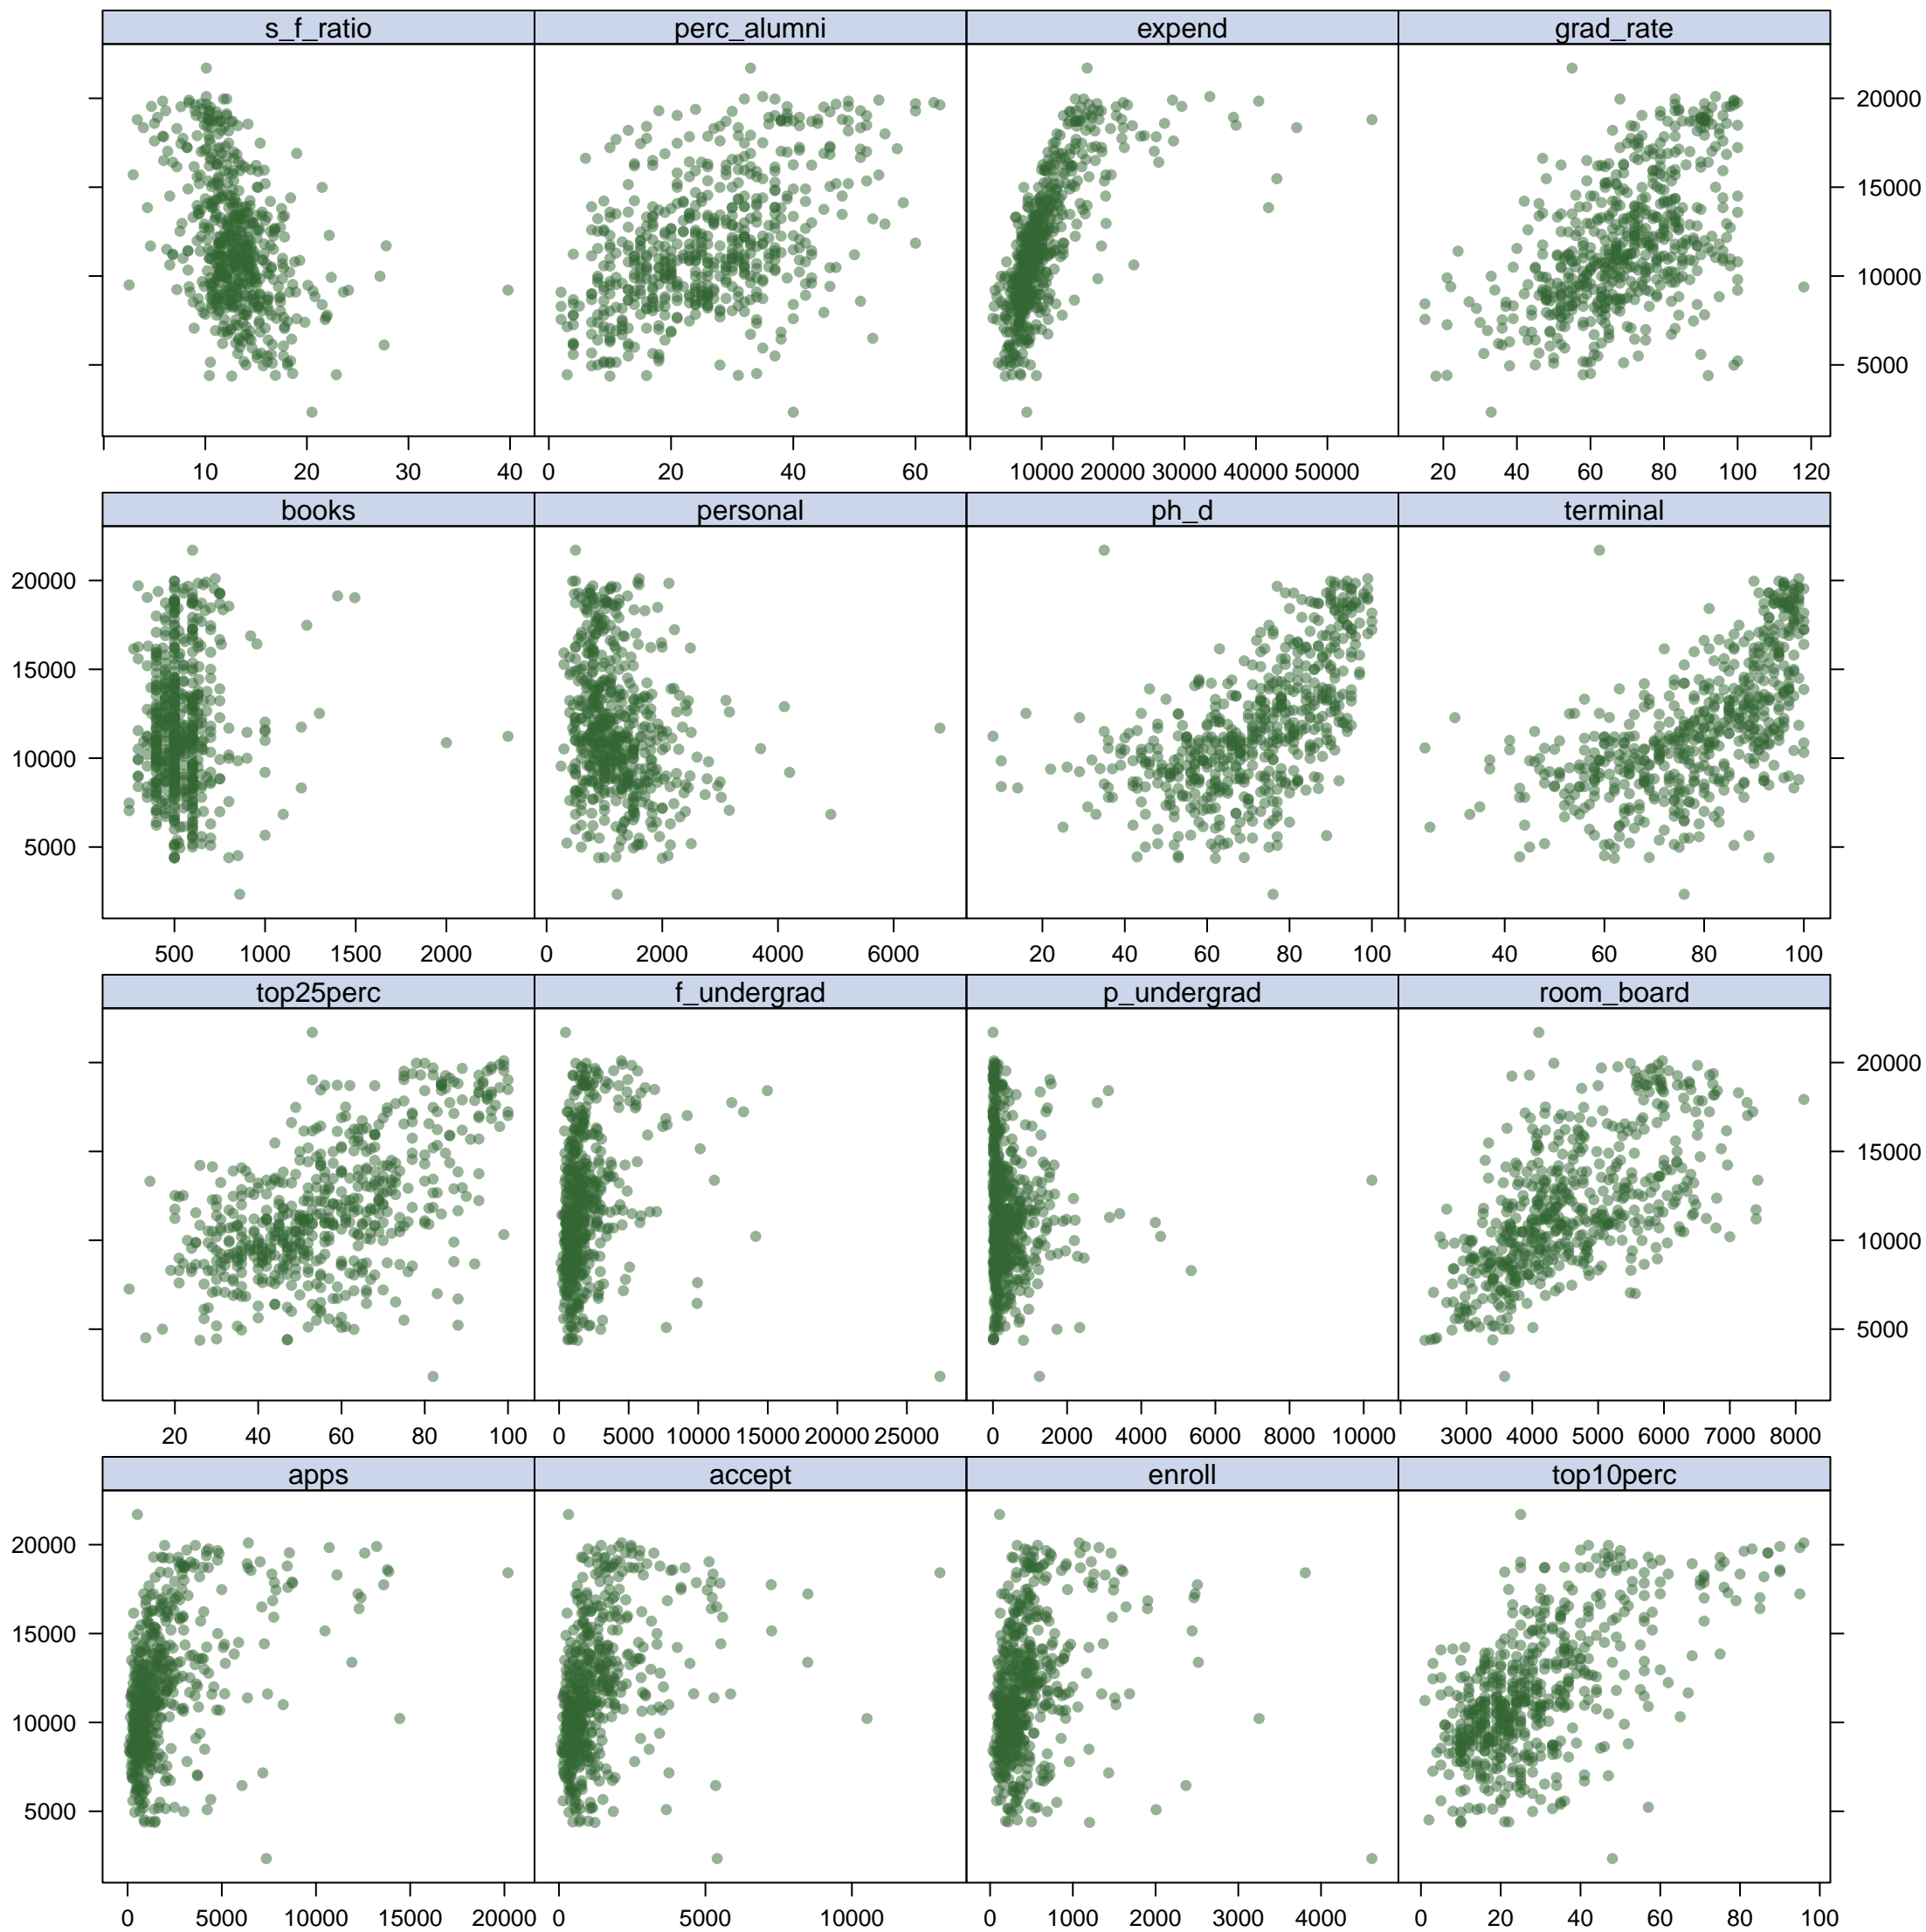 s_f_ratio perc_alumni expend grad_rate
20000
15000
10000
5000
10 20 30 40 0 20 40 60 10000 20000 30000 40000 50000 20 40 60 80 100 120
books personal ph_d terminal
20000
15000
10000
5000
500 1000 1500 2000 0 2000 4000 6000 20 40 60 80 100 40 60 80 100
top25perc f_undergrad p_undergrad room_board
20000
15000
10000
5000
20 40 60 80 100 0 5000 10000 15000 20000 25000 0 2000 4000 6000 8000 10000 3000 4000 5000 6000 7000 8000
apps accept enroll top10perc
20000
15000
10000
5000
0 5000 10000 15000 20000 0 5000 10000 0 1000 2000 3000 4000 0 20 40 60 80 100